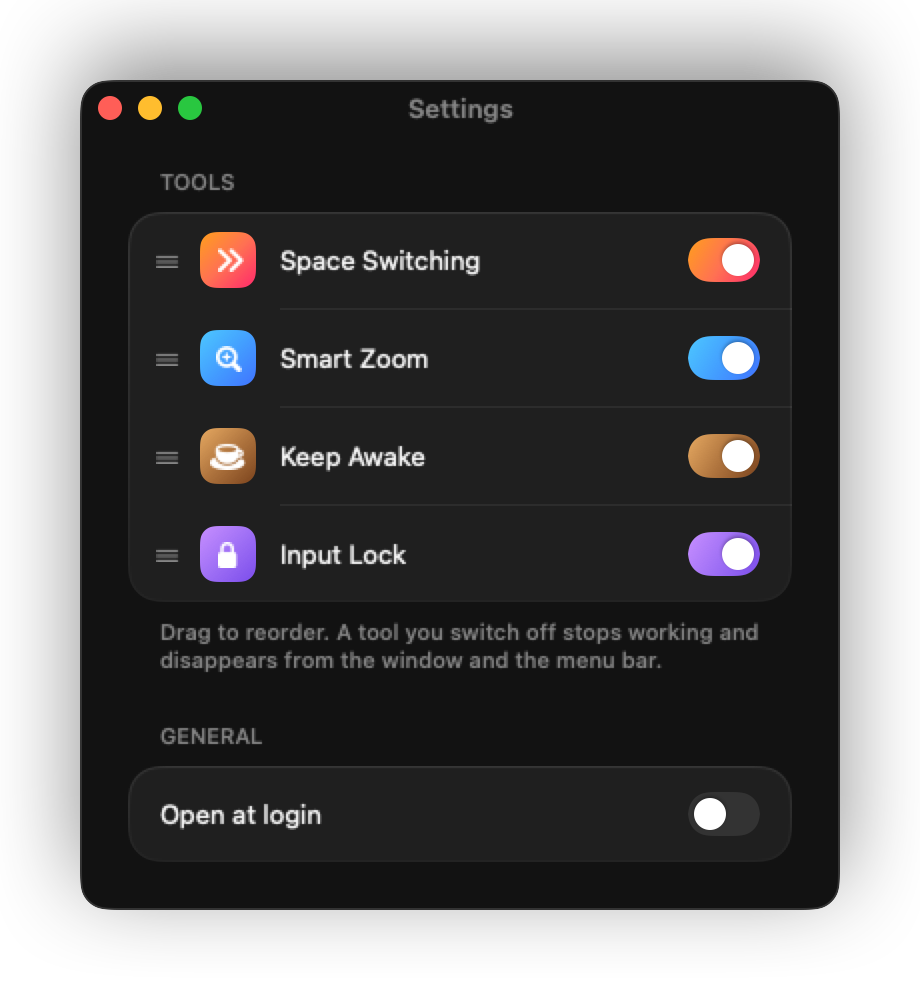 Settings
TOOLS
Space Switching
Smart Zoom
Keep Awake
Input Lock
Drag to reorder. A tool you switch off stops working and
disappears from the window and the menu bar.
GENERAL
Open at login